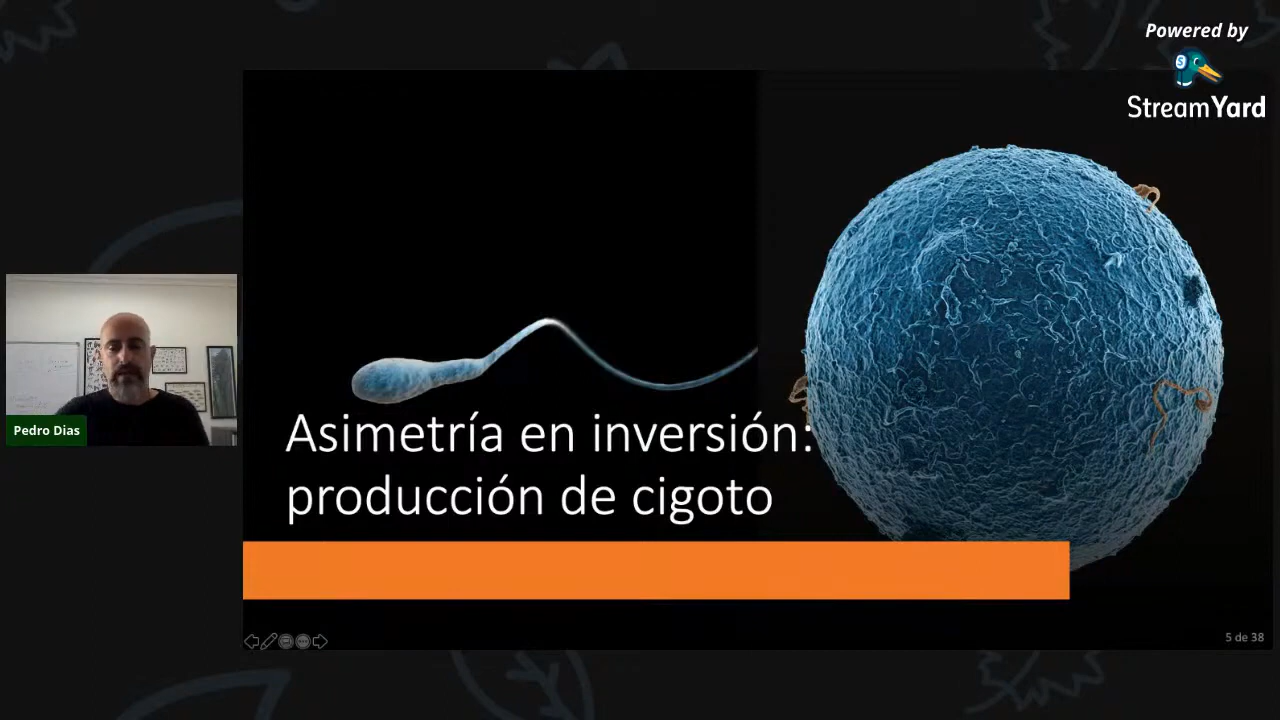 Powered by
StreamYard
Pedro Dias
Asimetría en inversión:
producción de cigoto
5 de 38